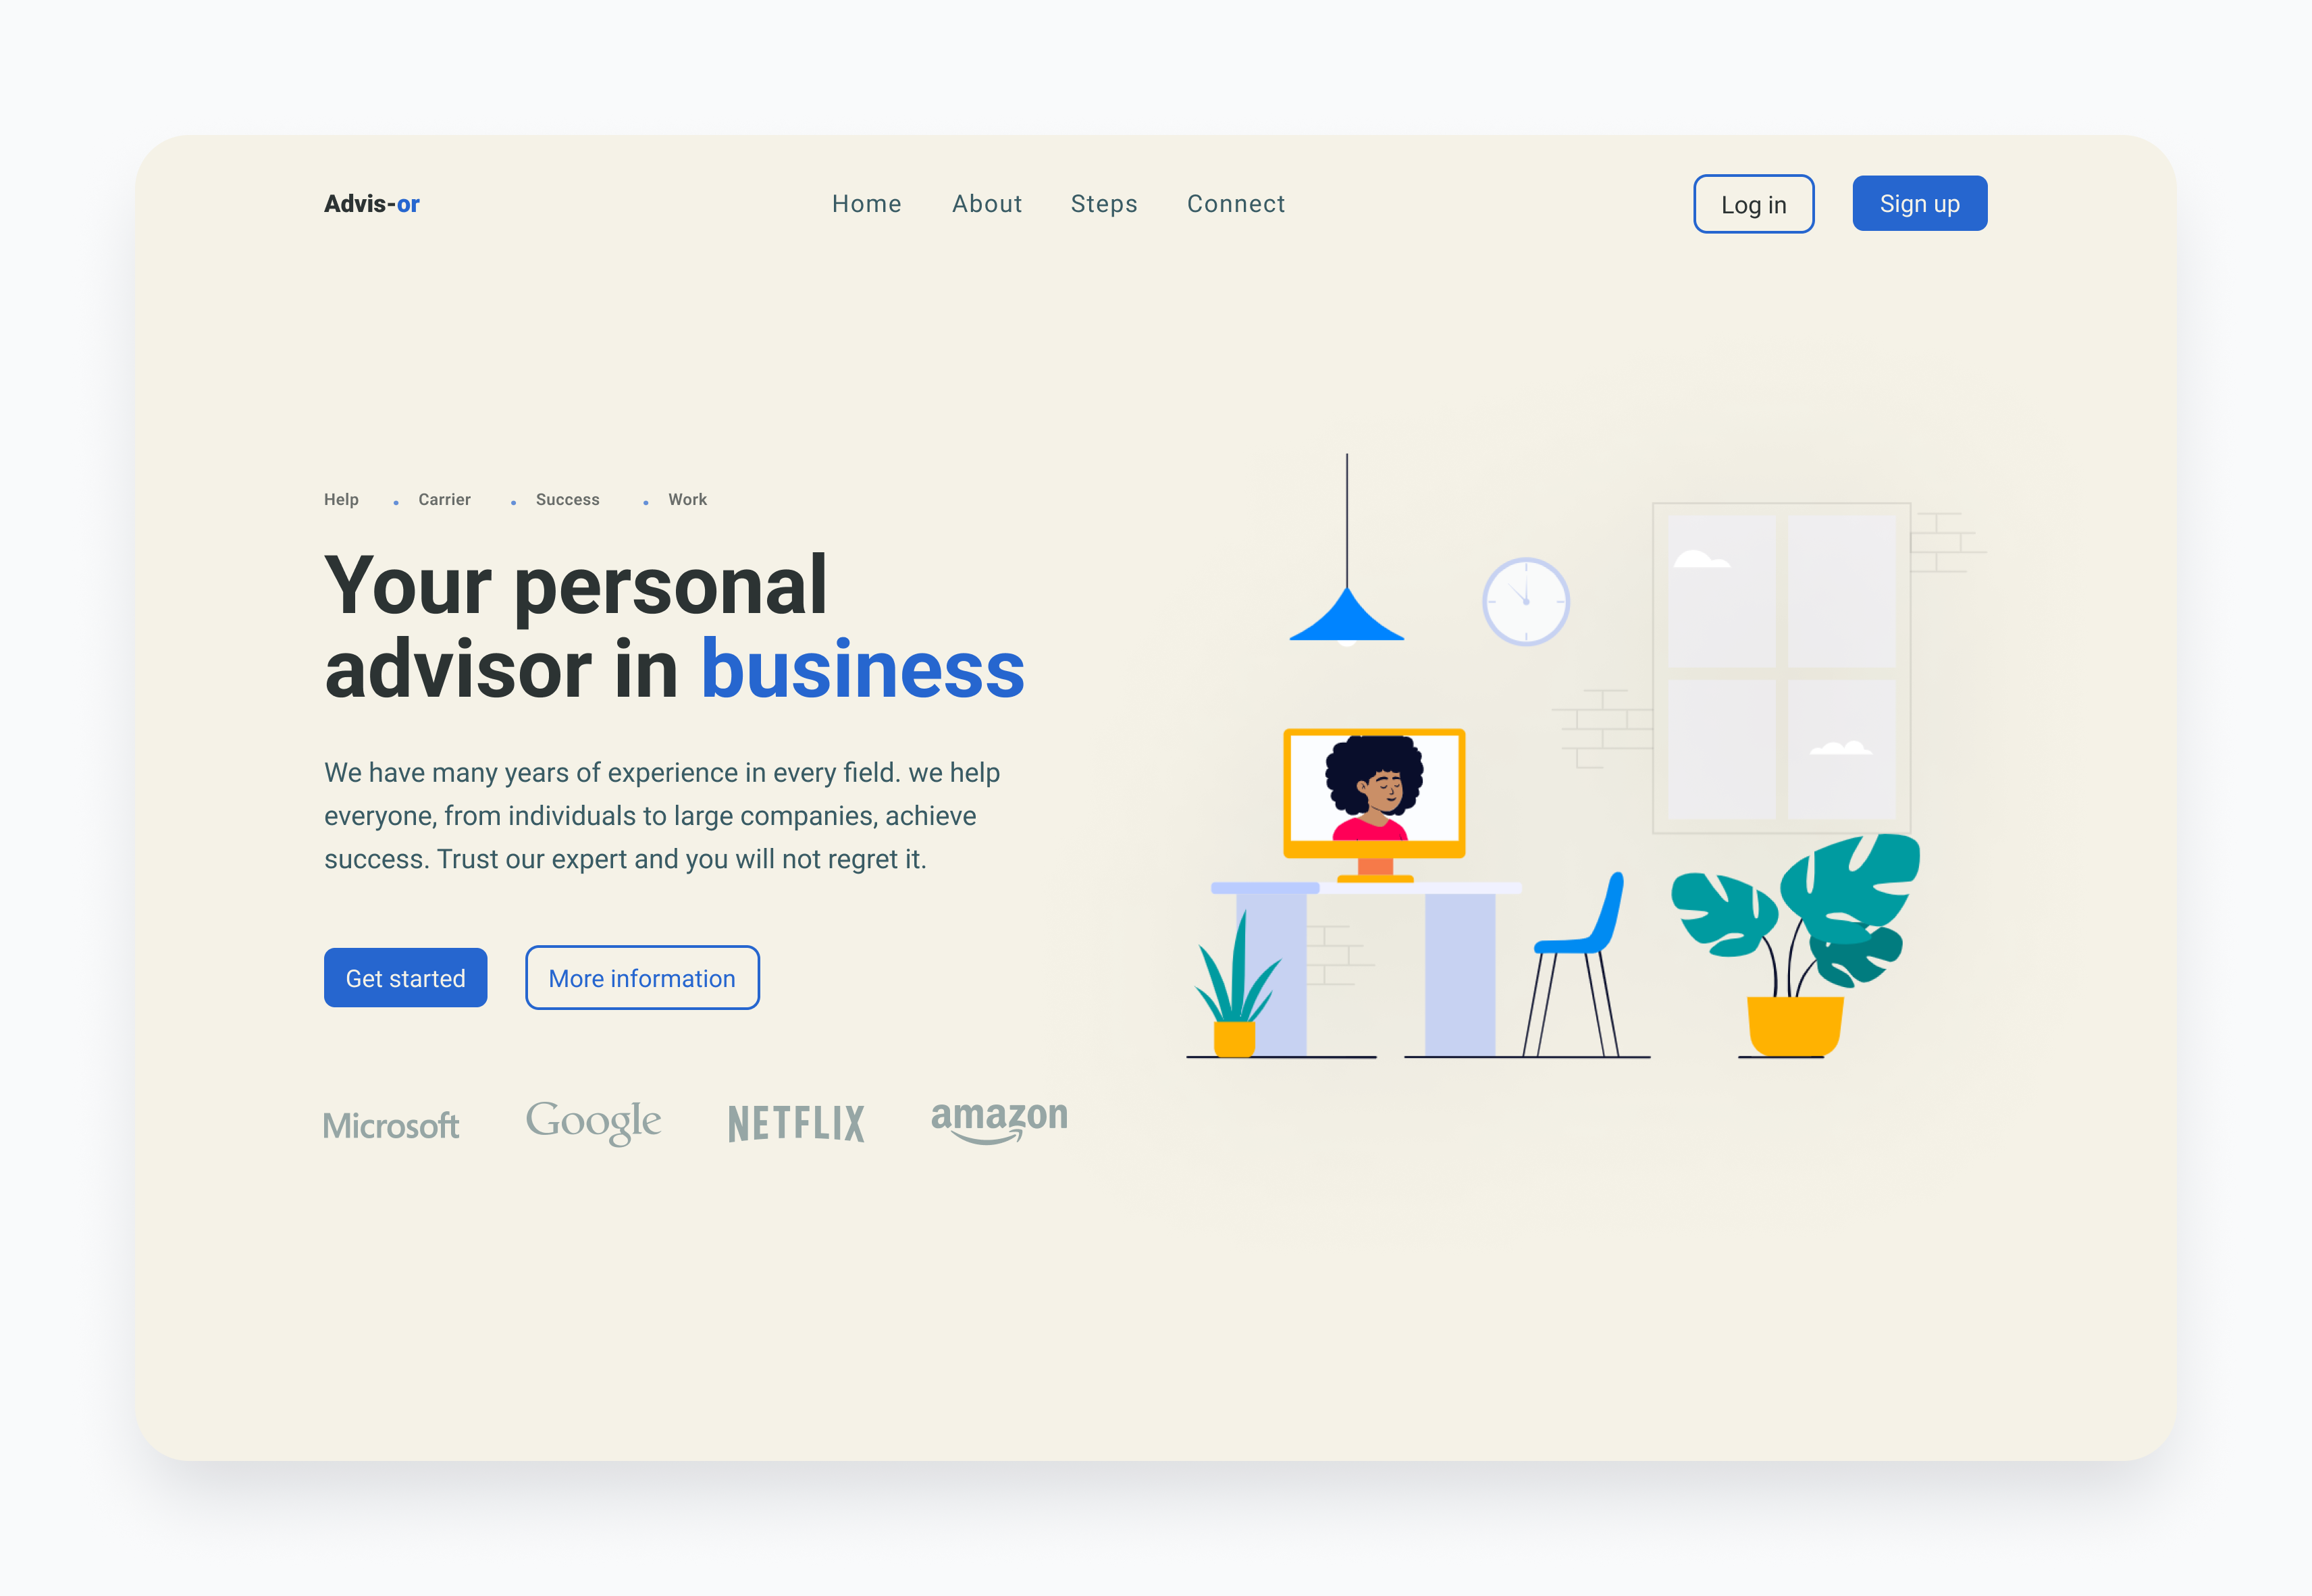 Advis-or
Home About Steps Connect
Log in Sign up
Help • Carrier • Success • Work
Your personal
advisor in business
We have many years of experience in every field. we help
everyone, from individuals to large companies, achieve
success. Trust our expert and you will not regret it.
Get started More information
Microsoft Google NETFLIX amazon